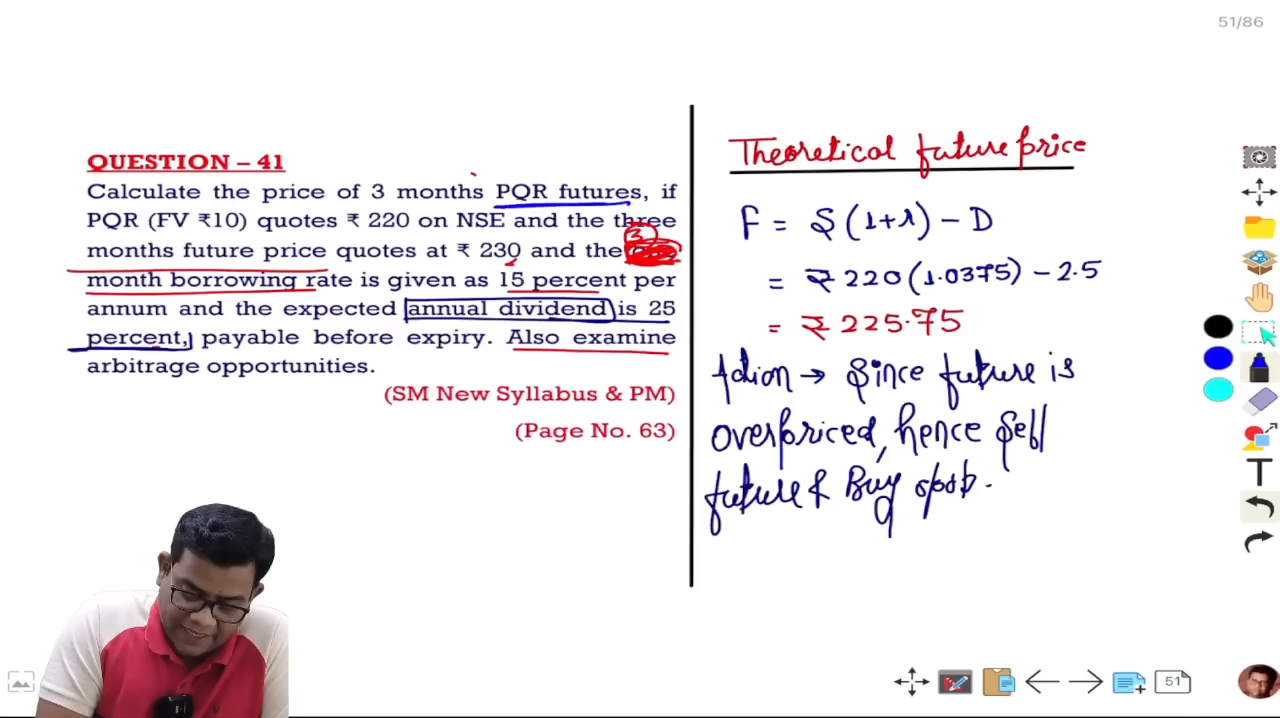 51/86
QUESTION – 41
Calculate the price of 3 months PQR futures, if
PQR (FV ₹10) quotes ₹ 220 on NSE and the three
months future price quotes at ₹ 230 and the
3
month borrowing rate is given as 15 percent per
annum and the expected annual dividend is 25
percent, payable before expiry. Also examine
arbitrage opportunities.
(SM New Syllabus & PM)
(Page No. 63)
Theoretical future price
F = S (1+r) – D
= ₹ 220 (1.0375) – 2.5
= ₹ 225.75
Action → Since future is
overpriced, hence sell
future & Buy spot.
T
51